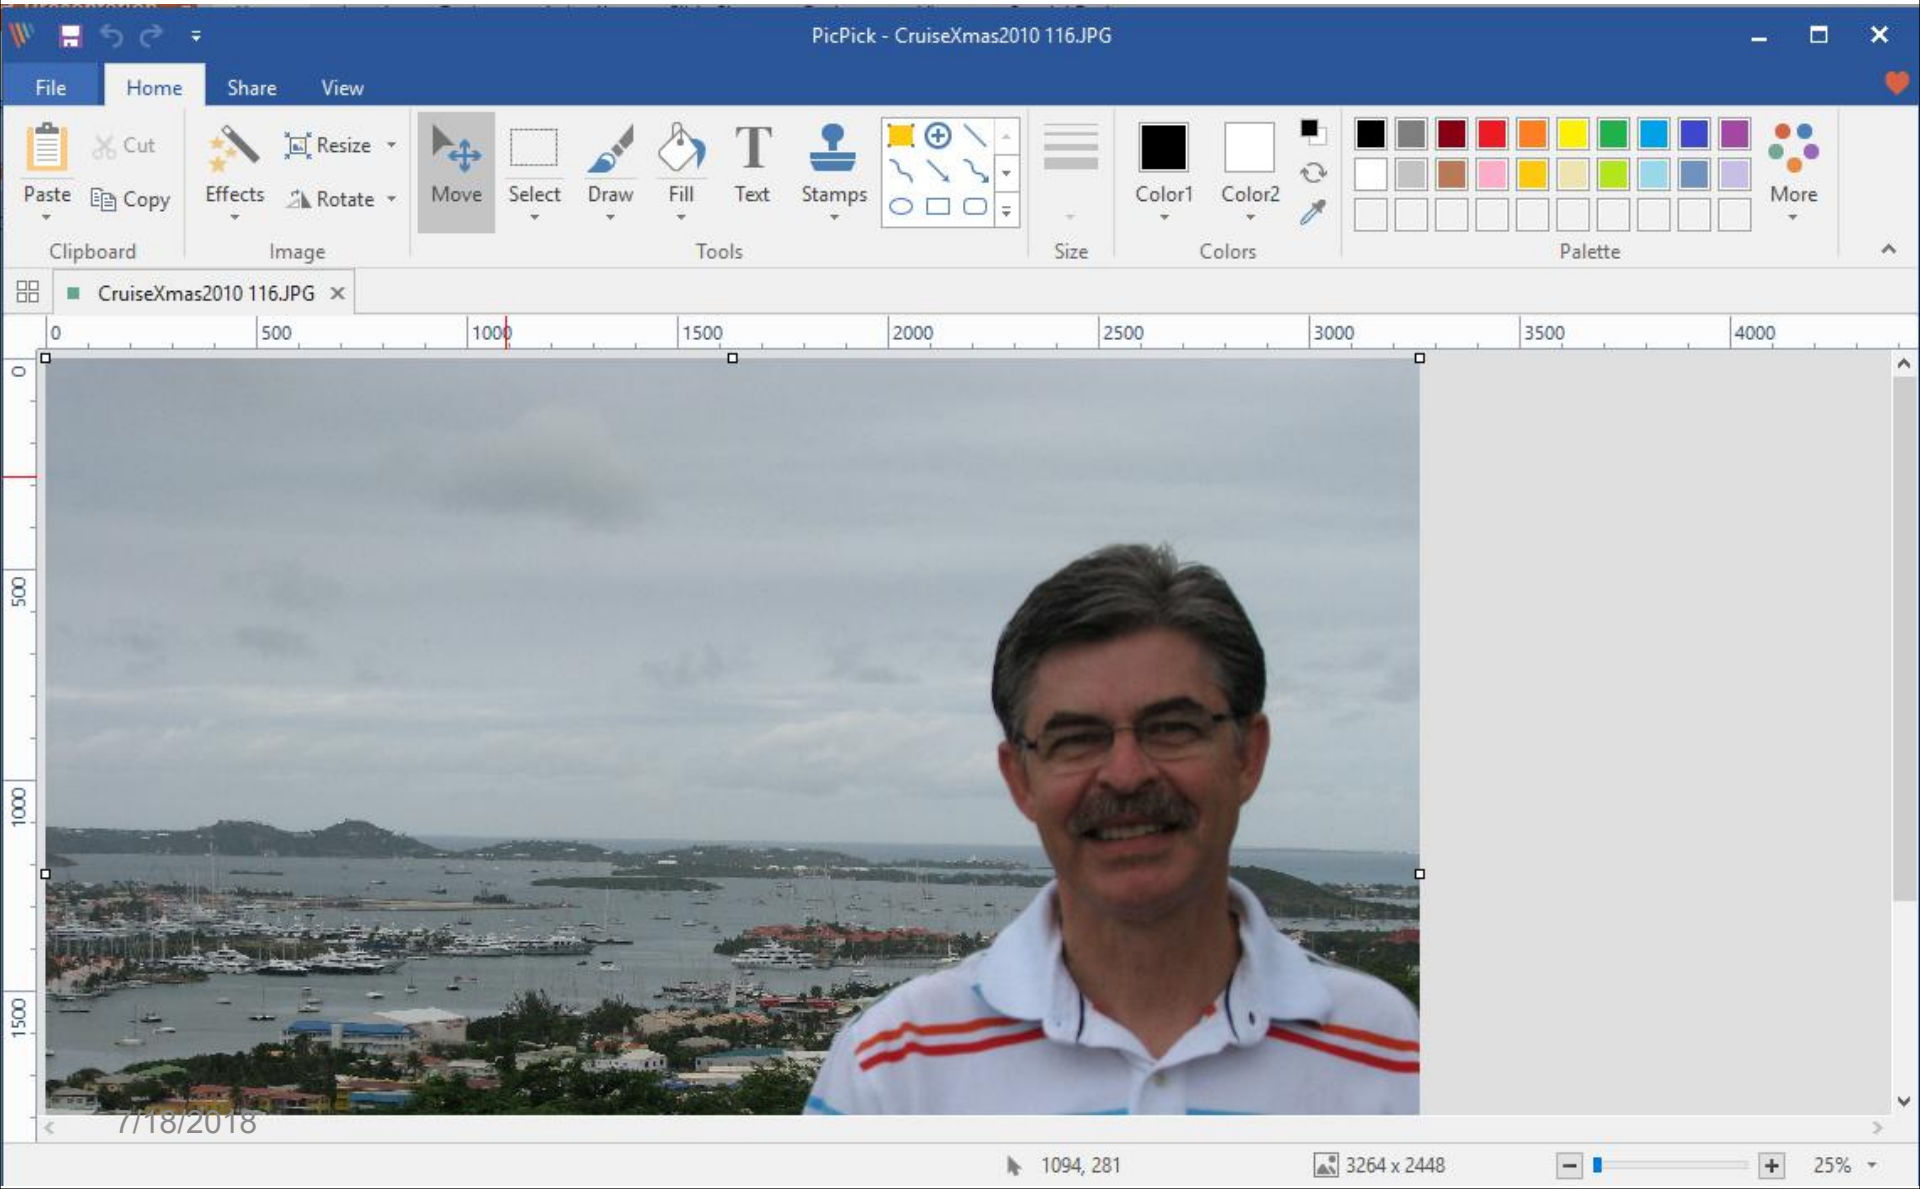 PicPick - CruiseXmas2010 116.JPG
File Home Share View
Paste
Cut
Copy
Clipboard
Effects
Resize
Rotate
Image
Move Select Draw Fill Text Stamps
Tools
Size
Color1 Color2
Colors
More
Palette
CruiseXmas2010 116.JPG
0 500 1000 1500 2000 2500 3000 3500 4000
0
500
1000
1500
7/18/2018
1094, 281 3264 x 2448 25%